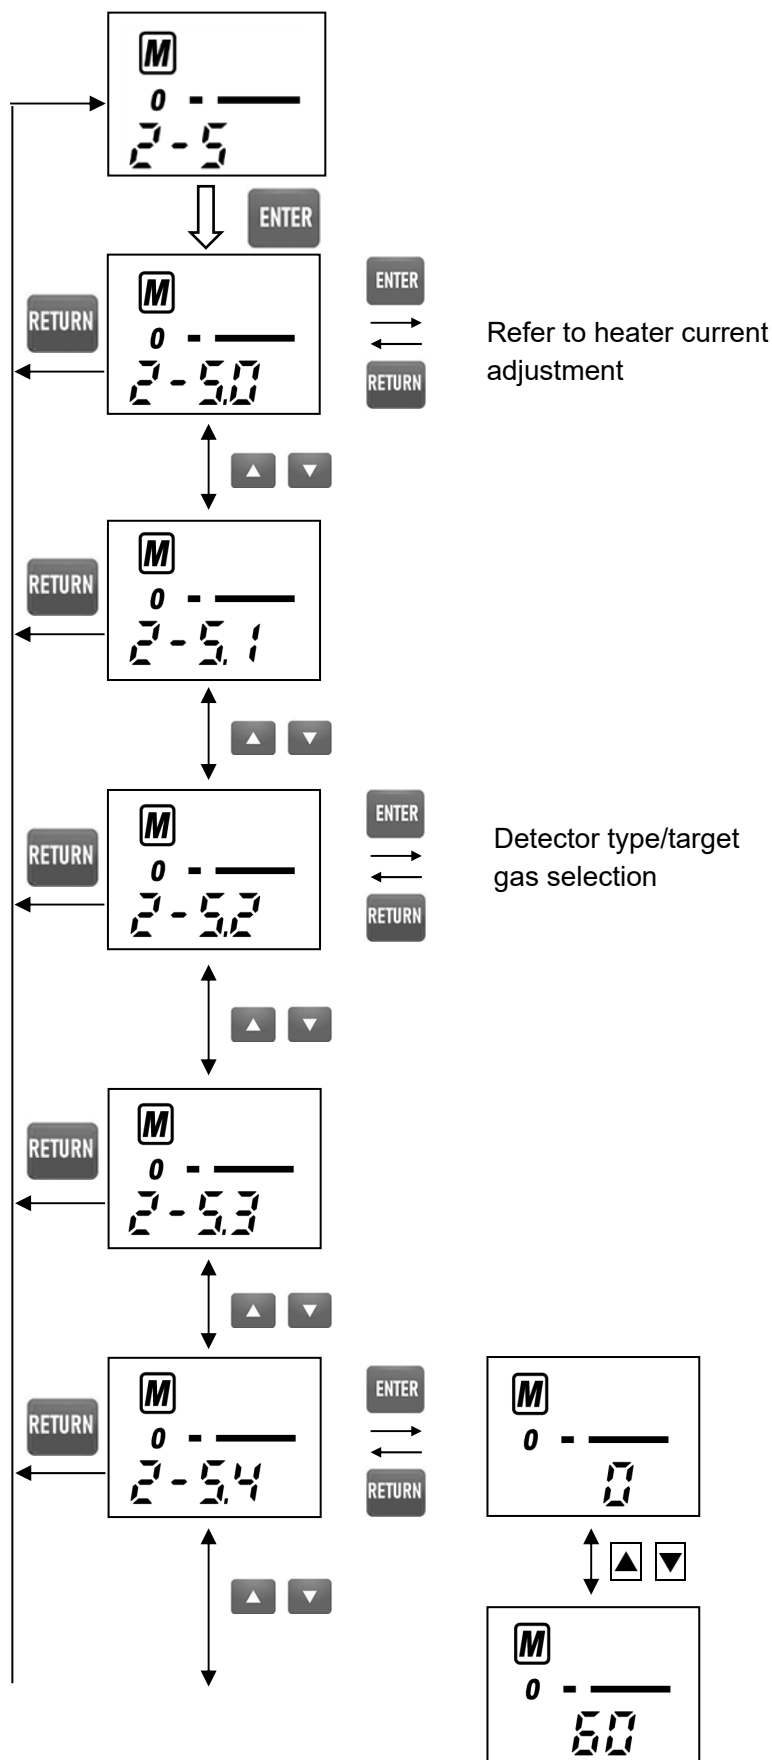 M
0
2-5
ENTER
M
0
2-5.0
RETURN
ENTER
RETURN
Refer to heater current
adjustment
M
0
2-5.1
RETURN
M
0
2-5.2
RETURN
ENTER
RETURN
Detector type/target
gas selection
M
0
2-5.3
RETURN
M
0
2-5.4
RETURN
ENTER
RETURN
M
0
0
M
0
60